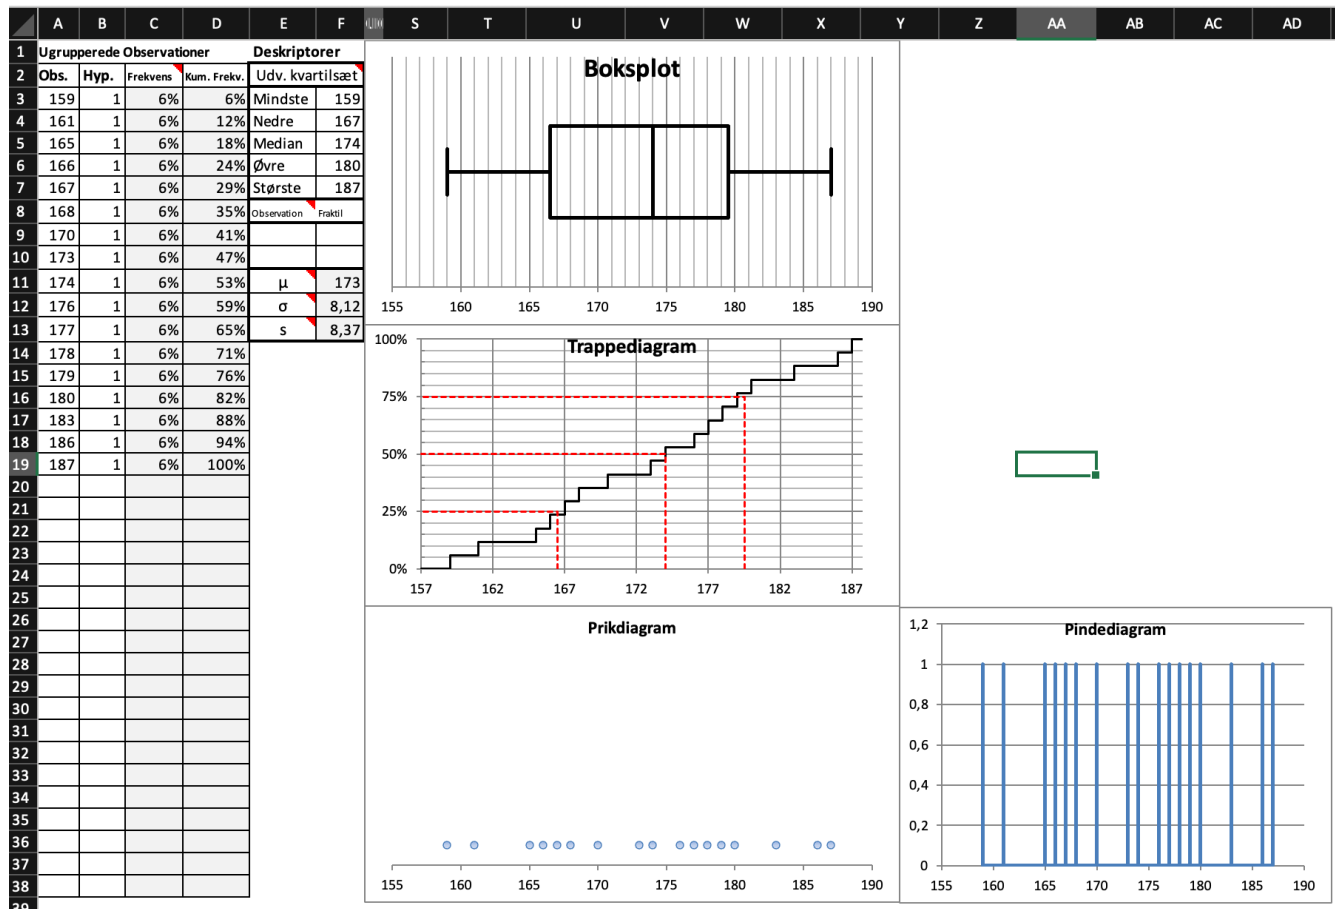 A B C D E F S T U V W X Y Z AA AB AC AD
1 Ugrupperede Observationer Deskriptorer
2 Obs. Hyp. Frekvens Kum. Frekv. Udv. kvartilsæt
3 159 1 6% 6% Mindste 159
4 161 1 6% 12% Nedre 167
5 165 1 6% 18% Median 174
6 166 1 6% 24% Øvre 180
7 167 1 6% 29% Største 187
8 168 1 6% 35% Observation Fraktil
9 170 1 6% 41%
10 173 1 6% 47%
11 174 1 6% 53% μ 173
12 176 1 6% 59% σ 8,12
13 177 1 6% 65% s 8,37
14 178 1 6% 71%
15 179 1 6% 76%
16 180 1 6% 82%
17 183 1 6% 88%
18 186 1 6% 94%
19 187 1 6% 100%
20
21
22
23
24
25
26
27
28
29
30
31
32
33
34
35
36
37
38
39
Boksplot
155 160 165 170 175 180 185 190
Trappediagram
100%
75%
50%
25%
0%
157 162 167 172 177 182 187
Prikdiagram
155 160 165 170 175 180 185 190
Pindediagram
1,2
1
0,8
0,6
0,4
0,2
0
155 160 165 170 175 180 185 190